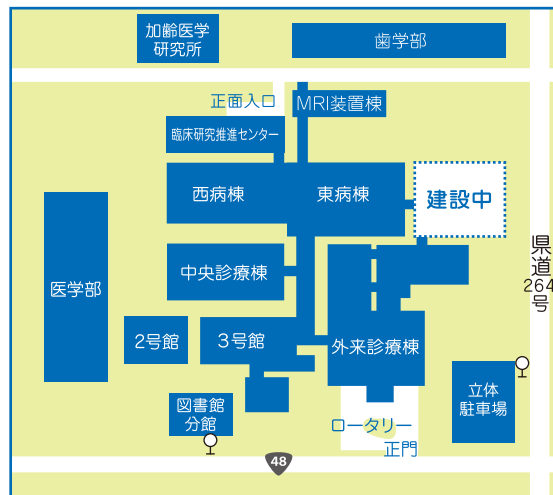 加齢医学
研究所
歯学部
正面入口
MRI装置棟
臨床研究推進センター
西病棟
東病棟
建設中
県道
264
号
中央診療棟
医学部
2号館
3号館
外来診療棟
図書館
分館
ロータリー
正門
立体
駐車場
48